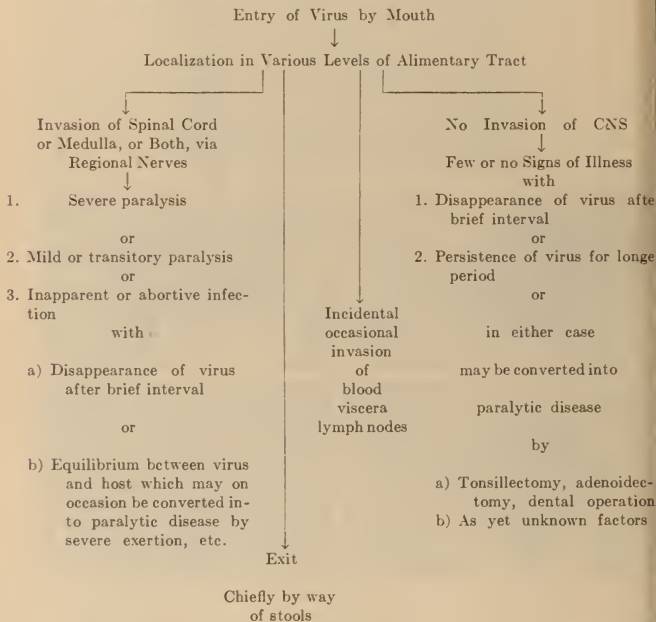 Entry of Virus by Mouth
Localization in Various Levels of Alimentary Tract
Invasion of Spinal Cord
or Medulla, or Both, via
Regional Nerves
1. Severe paralysis
or
2. Mild or transitory paralysis
or
3. Inapparent or abortive infec-
tion
with
a) Disappearance of virus
after brief interval
or
b) Equilibrium between virus
and host which may on
occasion be converted in-
to paralytic disease by
severe exertion, etc.
Exit
Chiefly by way
of stools
Incidental
occasional
invasion
of
blood
viscera
lymph nodes
No Invasion of CNS
Few or no Signs of Illness
with
1. Disappearance of virus afte
brief interval
or
2. Persistence of virus for longe
period
or
in either case
may be converted into
paralytic disease
by
a) Tonsillectomy, adenoidec-
tomy, dental operation
b) As yet unknown factors